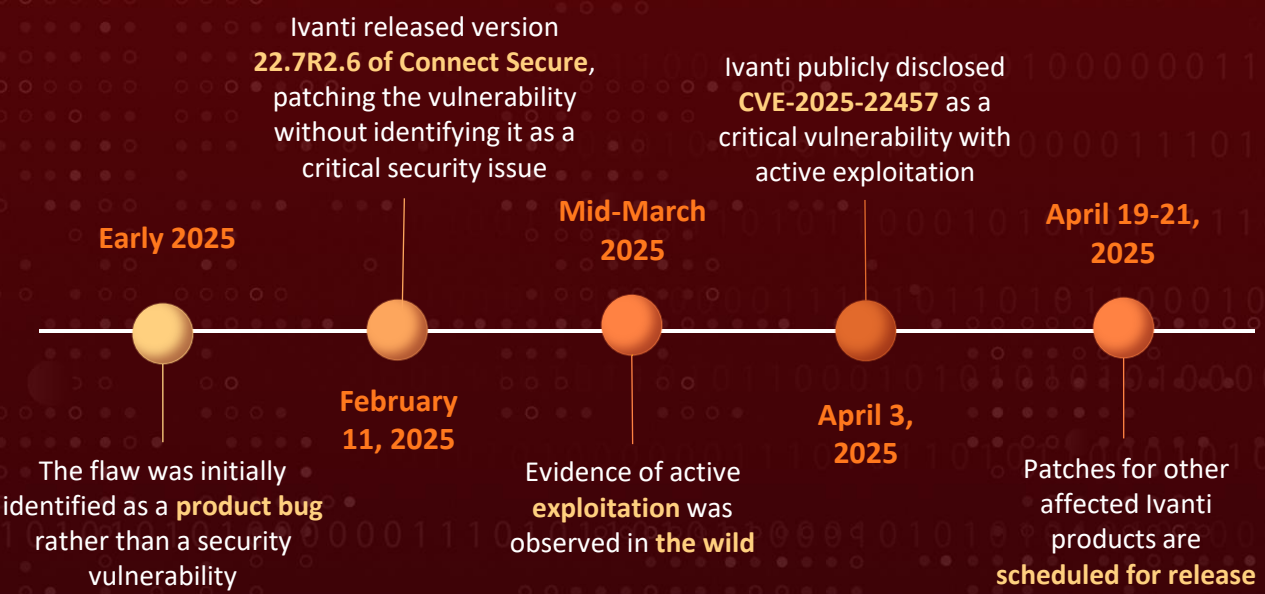 Early 2025
The flaw was initially
identified as a product bug
rather than a security
vulnerability
Ivanti released version
22.7R2.6 of Connect Secure,
patching the vulnerability
without identifying it as a
critical security issue
February
11, 2025
Mid-March
2025
Evidence of active
exploitation was
observed in the wild
Ivanti publicly disclosed
CVE-2025-22457 as a
critical vulnerability with
active exploitation
April 3,
2025
April 19-21,
2025
Patches for other
affected Ivanti
products are
scheduled for release